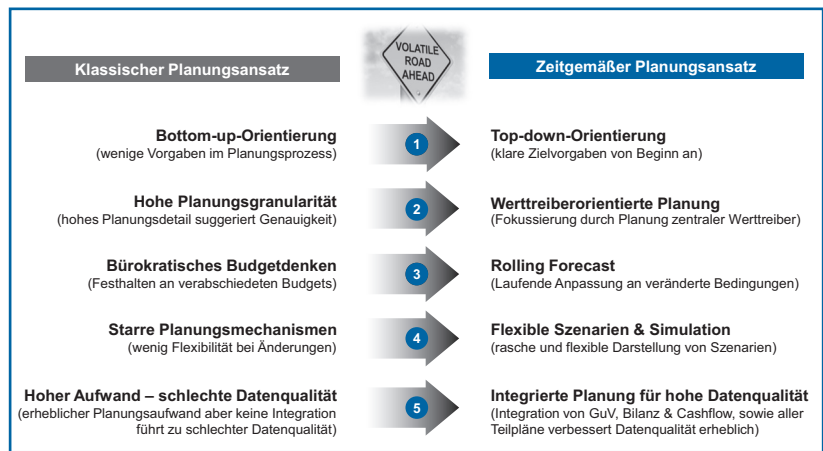 Klassischer Planungsansatz
VOLATILE
ROAD
AHEAD
Zeitgemäßer Planungsansatz
Bottom-up-Orientierung
(wenige Vorgaben im Planungsprozess)
1
Top-down-Orientierung
(klare Zielvorgaben von Beginn an)
Hohe Planungsgranularität
(hohes Planungsdetail suggeriert Genauigkeit)
2
Werttreiberorientierte Planung
(Fokussierung durch Planung zentraler Werttreiber)
Bürokratisches Budgetdenken
(Festhalten an verabschiedeten Budgets)
3
Rolling Forecast
(Laufende Anpassung an veränderte Bedingungen)
Starre Planungsmechanismen
(wenig Flexibilität bei Änderungen)
4
Flexible Szenarien & Simulation
(rasche und flexible Darstellung von Szenarien)
Hoher Aufwand – schlechte Datenqualität
(erheblicher Planungsaufwand aber keine Integration
führt zu schlechter Datenqualität)
5
Integrierte Planung für hohe Datenqualität
(Integration von GuV, Bilanz & Cashflow, sowie aller
Teilpläne verbessert Datenqualität erheblich)